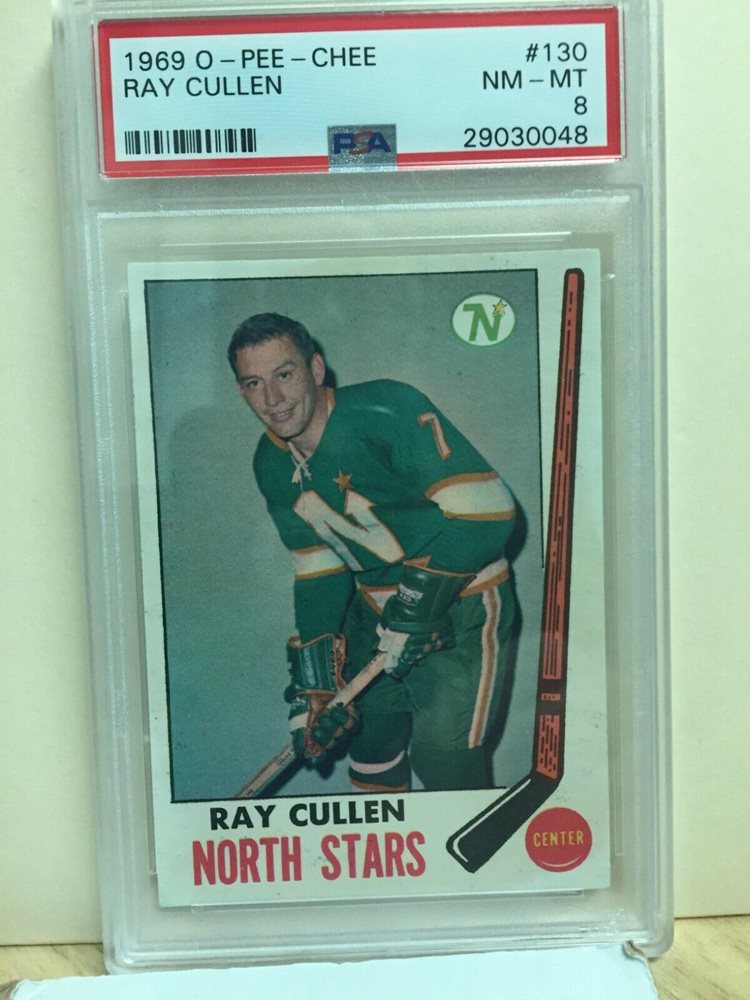 1969 O-PEE-CHEE #130
RAY CULLEN NM-MT
8
PSA 29030048
N
7
N
RAY CULLEN
NORTH STARS
CENTER